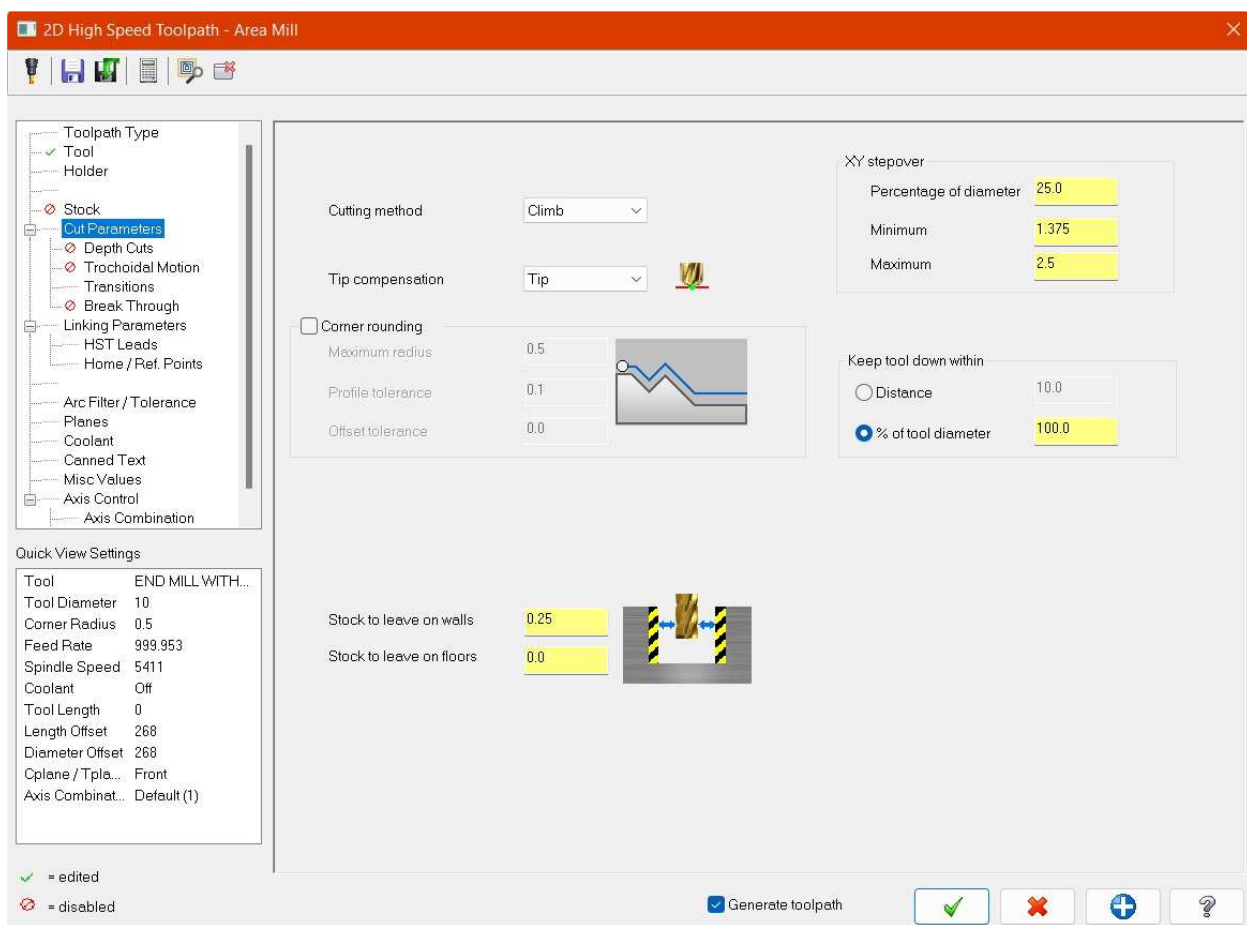 2D High Speed Toolpath - Area Mill
Toolpath Type
Tool
Holder
Stock
Cut Parameters
Depth Cuts
Trochoidal Motion
Transitions
Break Through
Linking Parameters
HST Leads
Home / Ref. Points
Arc Filter / Tolerance
Planes
Coolant
Canned Text
Misc Values
Axis Control
Axis Combination
Cutting method Climb
Tip compensation Tip
Corner rounding
Maximum radius 0.5
Profile tolerance 0.1
Offset tolerance 0.0
XY stepover
Percentage of diameter 25.0
Minimum 1.375
Maximum 2.5
Keep tool down within
Distance 10.0
% of tool diameter 100.0
Stock to leave on walls 0.25
Stock to leave on floors 0.0
Quick View Settings
Tool END MILL WITH...
Tool Diameter 10
Corner Radius 0.5
Feed Rate 999.953
Spindle Speed 5411
Coolant Off
Tool Length 0
Length Offset 268
Diameter Offset 268
Cplane / Tpla... Front
Axis Combinat... Default (1)
= edited
= disabled
Generate toolpath